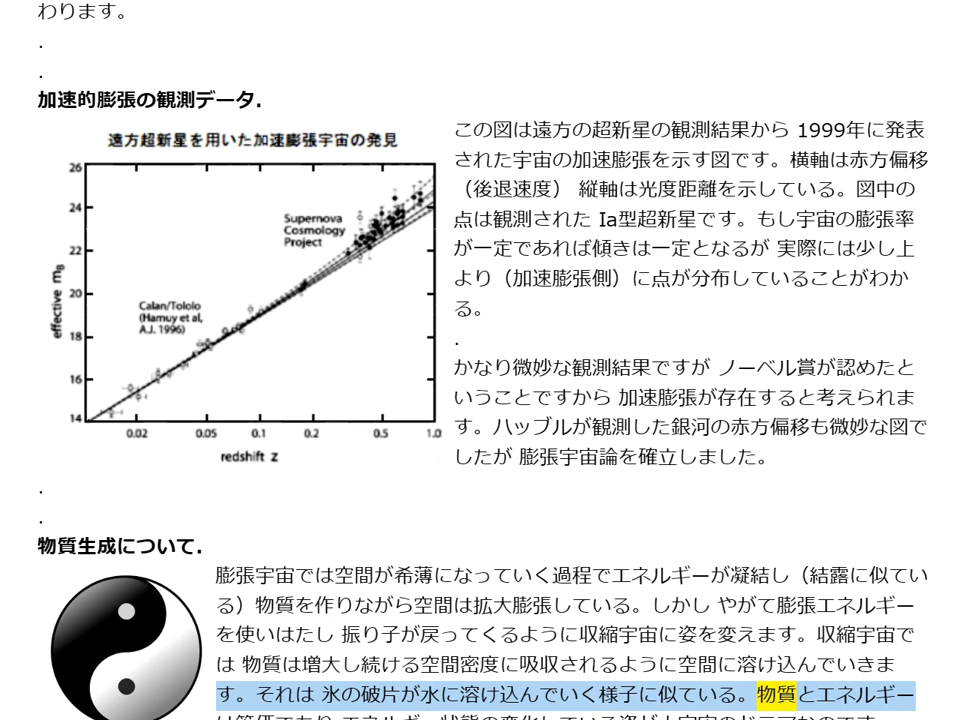 わります。
.
.
加速的膨張の観測データ.
遠方超新星を用いた加速膨張宇宙の発見
26
24
22
20
18
16
14
effective mB
Supernova
Cosmology
Project
Calan/Tololo
(Hamuy et al,
A.J. 1996)
0.02 0.05 0.1 0.2 0.5 1.0
redshift z
この図は遠方の超新星の観測結果から 1999年に発表
された宇宙の加速膨張を示す図です。横軸は赤方偏移
（後退速度） 縦軸は光度距離を示している。図中の
点は観測された Ia型超新星です。もし宇宙の膨張率
が一定であれば傾きは一定となるが 実際には少し上
より（加速膨張側）に点が分布していることがわか
る。
.
かなり微妙な観測結果ですが ノーベル賞が認めたと
いうことですから 加速膨張が存在すると考えられま
す。ハッブルが観測した銀河の赤方偏移も微妙な図で
したが 膨張宇宙論を確立しました。
.
.
物質生成について.
膨張宇宙では空間が希薄になっていく過程でエネルギーが凝結し（結露に似てい
る）物質を作りながら空間は拡大膨張している。しかし やがて膨張エネルギー
を使いはたし 振り子が戻ってくるように収縮宇宙に姿を変えます。収縮宇宙で
は 物質は増大し続ける空間密度に吸収されるように空間に溶け込んでいきま
す。それは 氷の破片が水に溶け込んでいく様子に似ている。物質とエネルギー